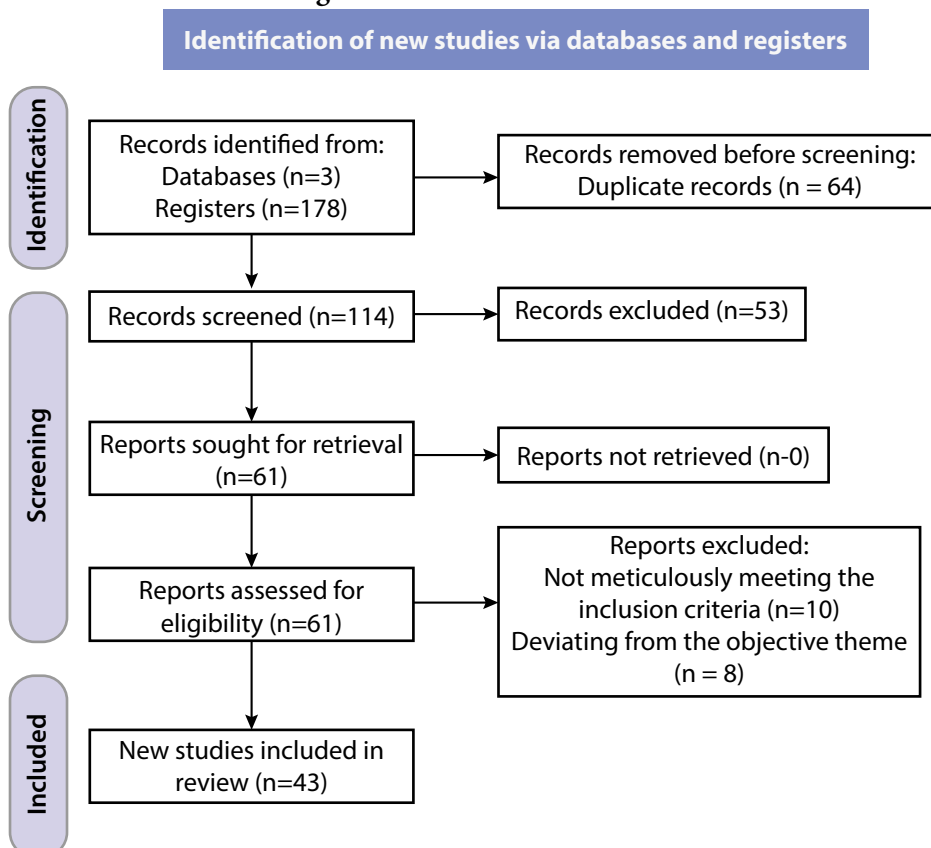 Identification of new studies via databases and registers
Identification
Records identified from:
Databases (n=3)
Registers (n=178)
Records removed before screening:
Duplicate records (n = 64)
Screening
Records screened (n=114)
Records excluded (n=53)
Reports sought for retrieval
(n=61)
Reports not retrieved (n-0)
Reports assessed for
eligibility (n=61)
Reports excluded:
Not meticulously meeting the
inclusion criteria (n=10)
Deviating from the objective theme
(n = 8)
Included
New studies included in
review (n=43)